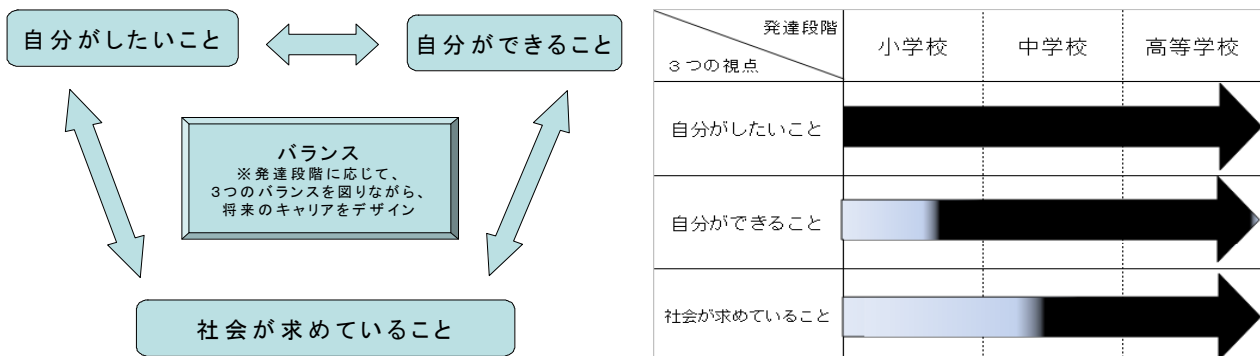 自分がしたいこと
自分ができること
バランス
※発達段階に応じて、
3つのバランスを図りながら、
将来のキャリアをデザイン
社会が求めていること
発達段階
3つの視点
小学校
中学校
高等学校
自分がしたいこと
自分ができること
社会が求めていること